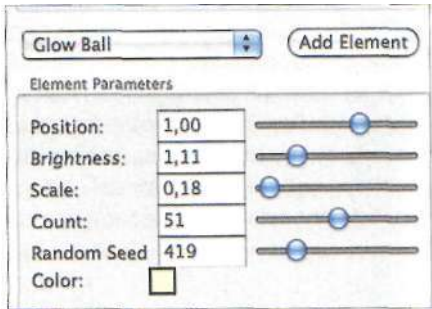 Glow Ball Add Element
Element Parameters
Position: 1,00
Brightness: 1,11
Scale: 0,18
Count: 51
Random Seed 419
Color: